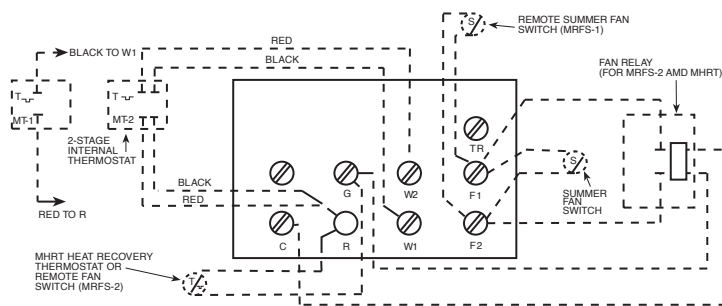 REMOTE SUMMER FAN
SWITCH (MRFS-1)
S
RED
BLACK TO W1
BLACK
FAN RELAY
(FOR MRFS-2 AMD MHRT)
T
T
MT-1
MT-2
2-STAGE
INTERNAL
THERMOSTAT
TR
S
BLACK
RED
G
W2
F1
SUMMER
FAN
SWITCH
RED TO R
C
R
W1
F2
MHRT HEAT RECOVERY
THERMOSTAT OR
REMOTE FAN
SWITCH (MRFS-2)
T